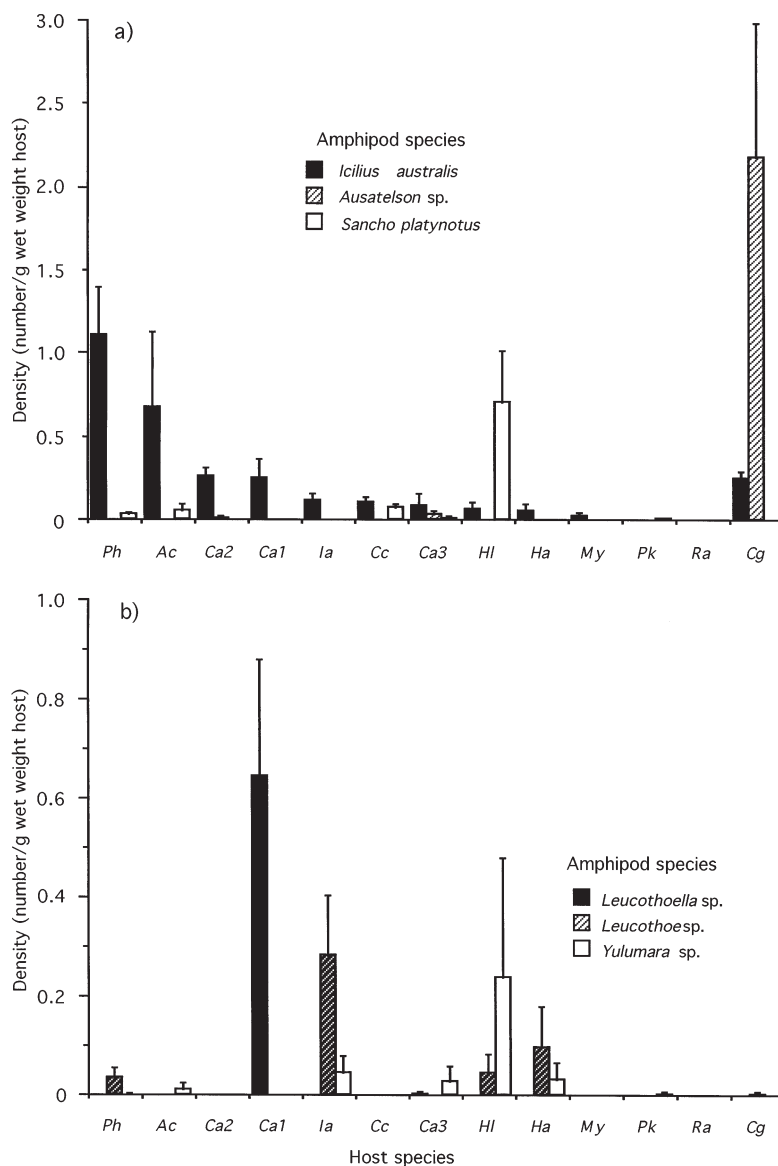 a)
3.0
2.5
2.0
1.5
1.0
0.5
0
Density (number/g wet weight host)
Amphipod species
Icilius australis
Ausatelson sp.
Sancho platynotus
Ph Ac Ca2 Ca1 Ia Cc Ca3 Hl Ha My Pk Ra Cg
b)
1.0
0.8
0.6
0.4
0.2
0
Density (number/g wet weight host)
Amphipod species
Leucothoella sp.
Leucothoe sp.
Yulumara sp.
Ph Ac Ca2 Ca1 Ia Cc Ca3 Hl Ha My Pk Ra Cg
Host species